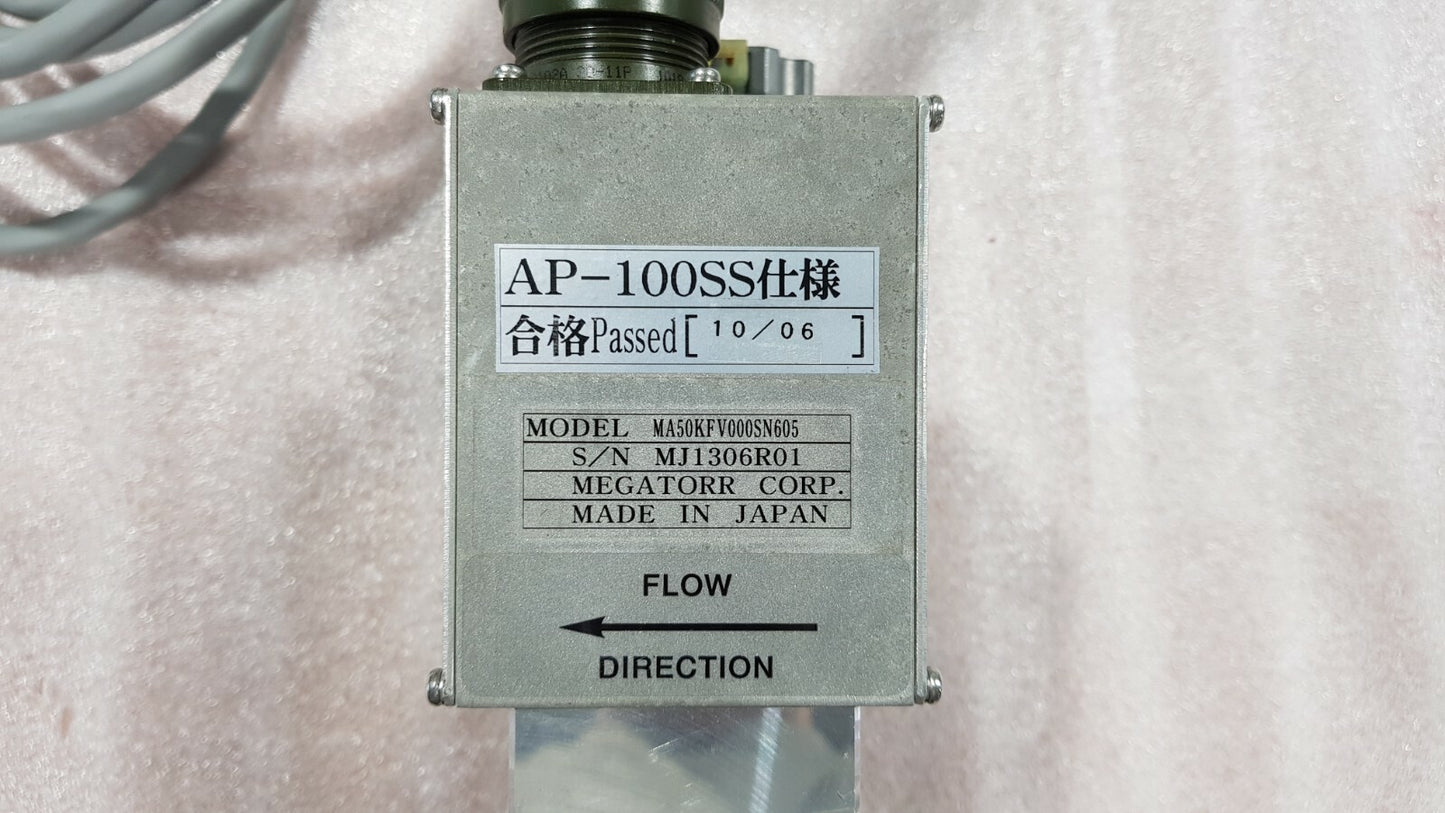 AP-100SS仕様
合格Passed[ 10/06 ]
MODEL MA50KFV000SN605
S/N MJ1306R01
MEGATORR CORP.
MADE IN JAPAN
FLOW
DIRECTION